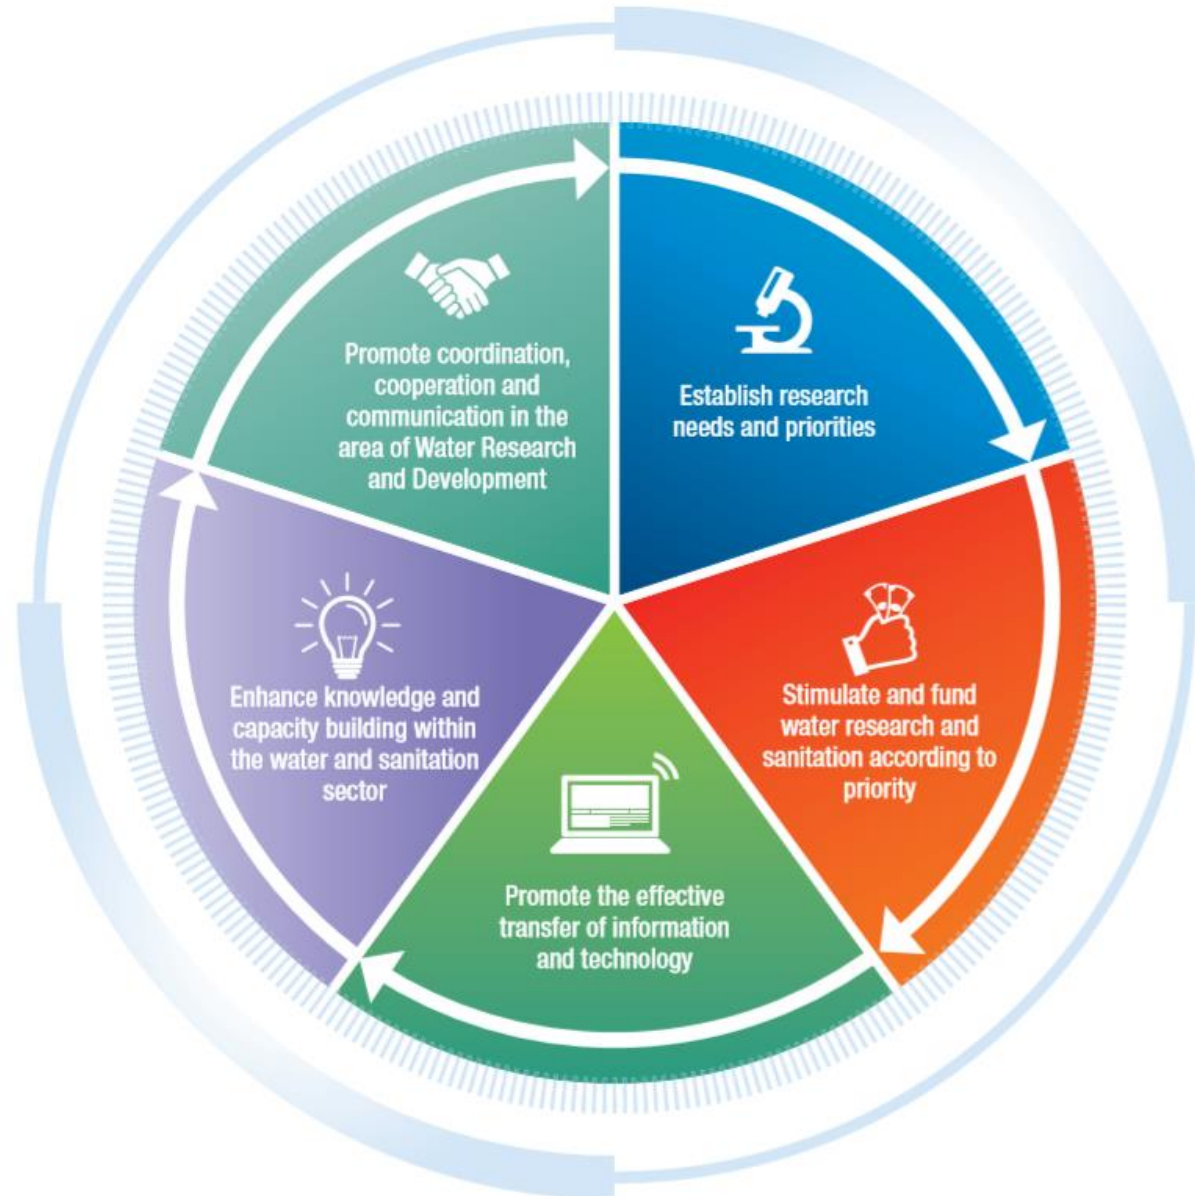 Promote coordination,
cooperation and
communication in the
area of Water Research
and Development
Establish research
needs and priorities
Stimulate and fund
water research and
sanitation according to
priority
Promote the effective
transfer of information
and technology
Enhance knowledge and
capacity building within
the water and sanitation
sector